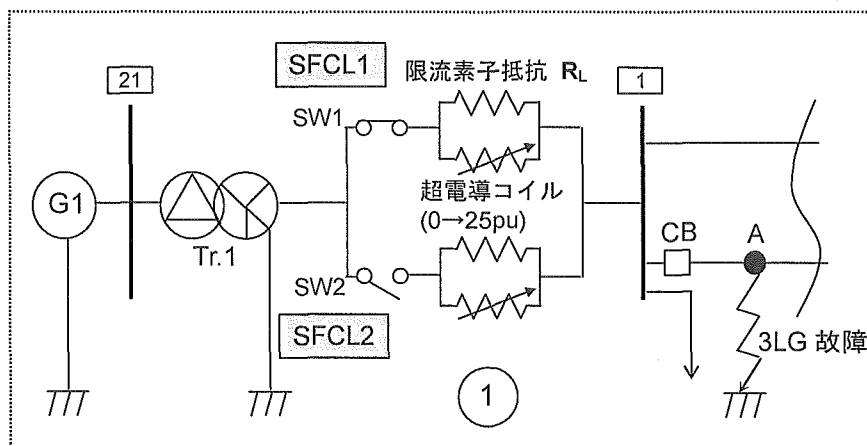 SFCL1
限流素子抵抗 RL
21
1
SW1
G1
超電導コイル
(0→25pu)
CB
A
Tr.1
SW2
SFCL2
3LG 故障
1